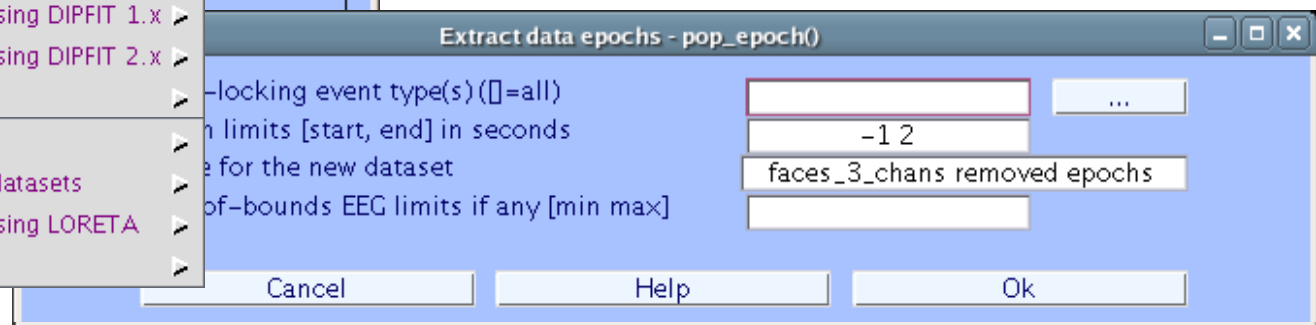 sing DIPFIT 1.x
Extract data epochs - pop_epoch()
sing DIPFIT 2.x
-locking event type(s) ([]=all)
...
limits [start, end] in seconds
-1 2
for the new dataset
faces_3_chans removed epochs
datasets
of-bounds EEG limits if any [min max]
sing LORETA
Cancel
Help
Ok